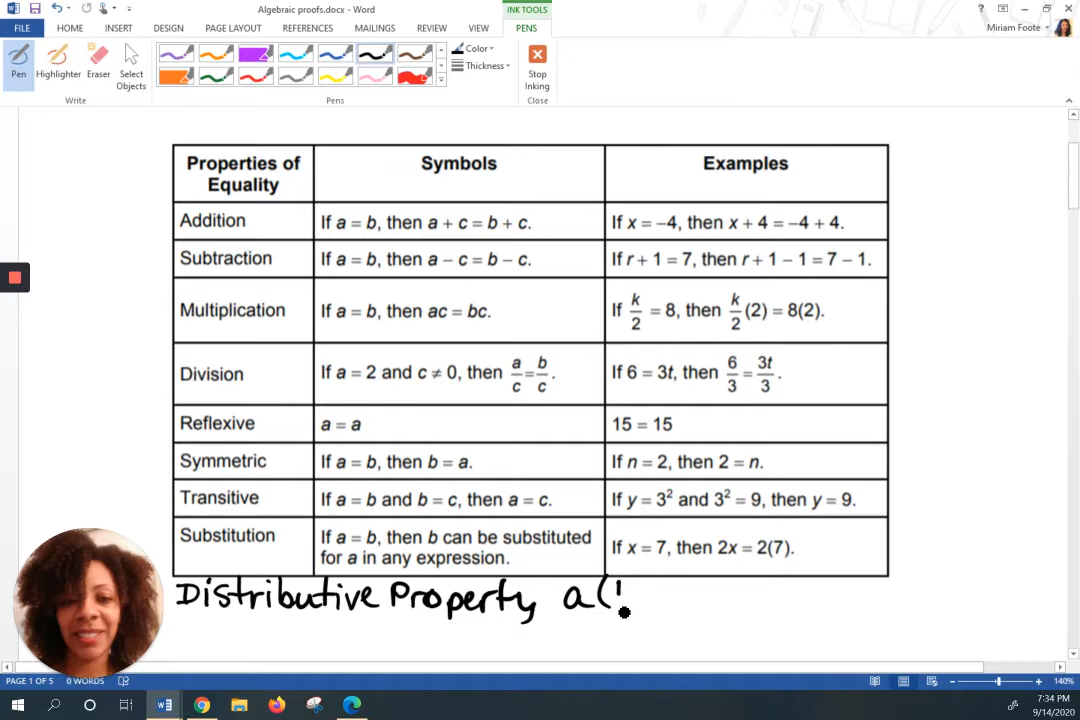 Algebraic proofs.docx - Word
INK TOOLS
FILE HOME INSERT DESIGN PAGE LAYOUT REFERENCES MAILINGS REVIEW VIEW PENS
Miriam Foote
Pen Highlighter Eraser Select Objects
Color
Thickness
Stop Inking
Write Pens Close
Properties of Equality Symbols Examples
Addition If a = b, then a + c = b + c. If x = −4, then x + 4 = −4 + 4.
Subtraction If a = b, then a − c = b − c. If r + 1 = 7, then r + 1 − 1 = 7 − 1.
Multiplication If a = b, then ac = bc. If k/2 = 8, then k/2 (2) = 8(2).
Division If a = 2 and c ≠ 0, then a/c = b/c. If 6 = 3t, then 6/3 = 3t/3.
Reflexive a = a 15 = 15
Symmetric If a = b, then b = a. If n = 2, then 2 = n.
Transitive If a = b and b = c, then a = c. If y = 3² and 3² = 9, then y = 9.
Substitution If a = b, then b can be substituted for a in any expression. If x = 7, then 2x = 2(7).
Distributive Property a(
PAGE 1 OF 5 0 WORDS 140%
7:34 PM
9/14/2020